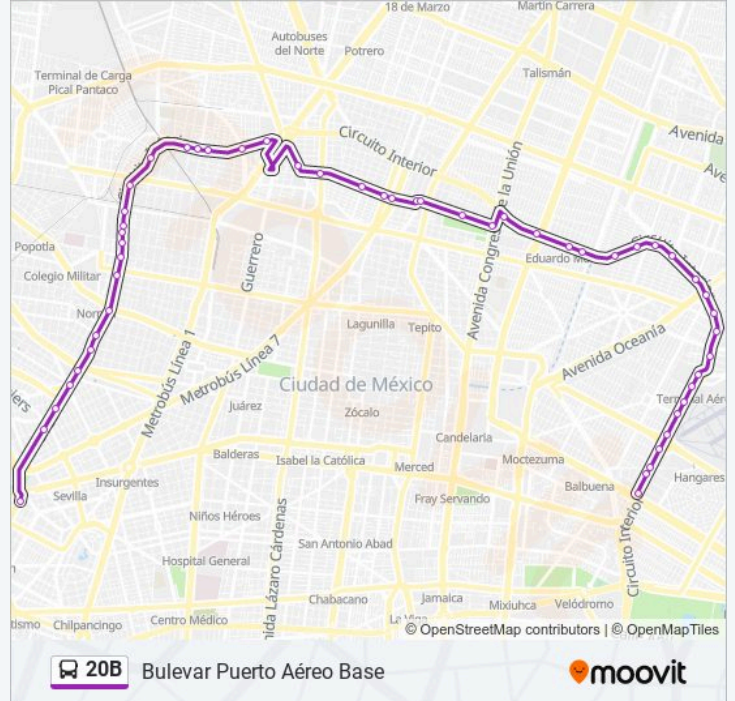 18 de Marzo
Martín Carrera
Autobuses
del Norte
Potrero
Terminal de Carga
Pical Pantaco
Talismán
Circuito Interior
Avenida
Ave
Avenida Congreso de la Unión
Popotla
Guerrero
Eduardo Mo
Colegio Militar
Norm
Lagunilla
Tepito
Avenida Oceanía
Metrobús Línea 1
Metrobús Línea 7
Ciudad de México
Juárez
Zócalo
Candelaria
Balderas
Isabel la Católica
Merced
Moctezuma
Hangares
Insurgentes
Sevilla
Balbuena
Fray Servando
Niños Héroes
Circuito Interior
San Antonio Abad
Hospital General
nida Lázaro Cárdenas
Chabacano
Jamaica
Mixiuhca
Velódromo
tismo
Chilpancingo
Centro Médico
© OpenStreetMap contributors | © OpenMapTiles
20B
Bulevar Puerto Aéreo Base
moovit